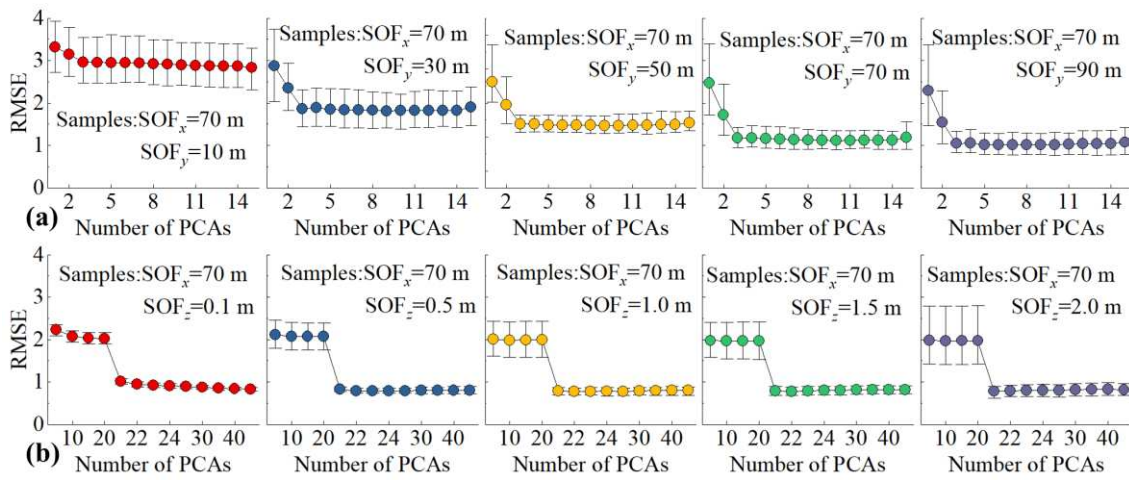 4
3
2
1
0
RMSE
Samples:SOFx=70 m
SOFy=10 m
Samples:SOFx=70 m
SOFy=30 m
Samples:SOFx=70 m
SOFy=50 m
Samples:SOFx=70 m
SOFy=70 m
Samples:SOFx=70 m
SOFy=90 m
2 5 8 11 14
2 5 8 11 14
2 5 8 11 14
2 5 8 11 14
2 5 8 11 14
(a)
Number of PCAs
Number of PCAs
Number of PCAs
Number of PCAs
Number of PCAs
4
3
2
1
0
RMSE
Samples:SOFx=70 m
SOFz=0.1 m
Samples:SOFx=70 m
SOFz=0.5 m
Samples:SOFx=70 m
SOFz=1.0 m
Samples:SOFx=70 m
SOFz=1.5 m
Samples:SOFx=70 m
SOFz=2.0 m
10 20 22 24 30 40
10 20 22 24 30 40
10 20 22 24 30 40
10 20 22 24 30 40
10 20 22 24 30 40
(b)
Number of PCAs
Number of PCAs
Number of PCAs
Number of PCAs
Number of PCAs